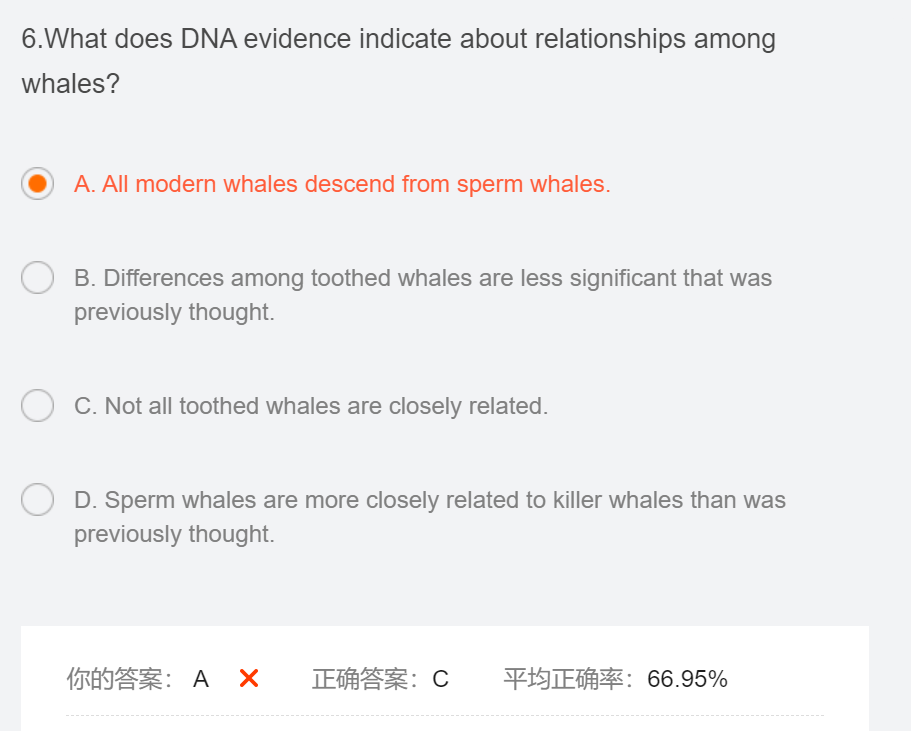 6.What does DNA evidence indicate about relationships among
whales?
A. All modern whales descend from sperm whales.
B. Differences among toothed whales are less significant that was
previously thought.
C. Not all toothed whales are closely related.
D. Sperm whales are more closely related to killer whales than was
previously thought.
你的答案： A ✕ 正确答案：C 平均正确率：66.95%